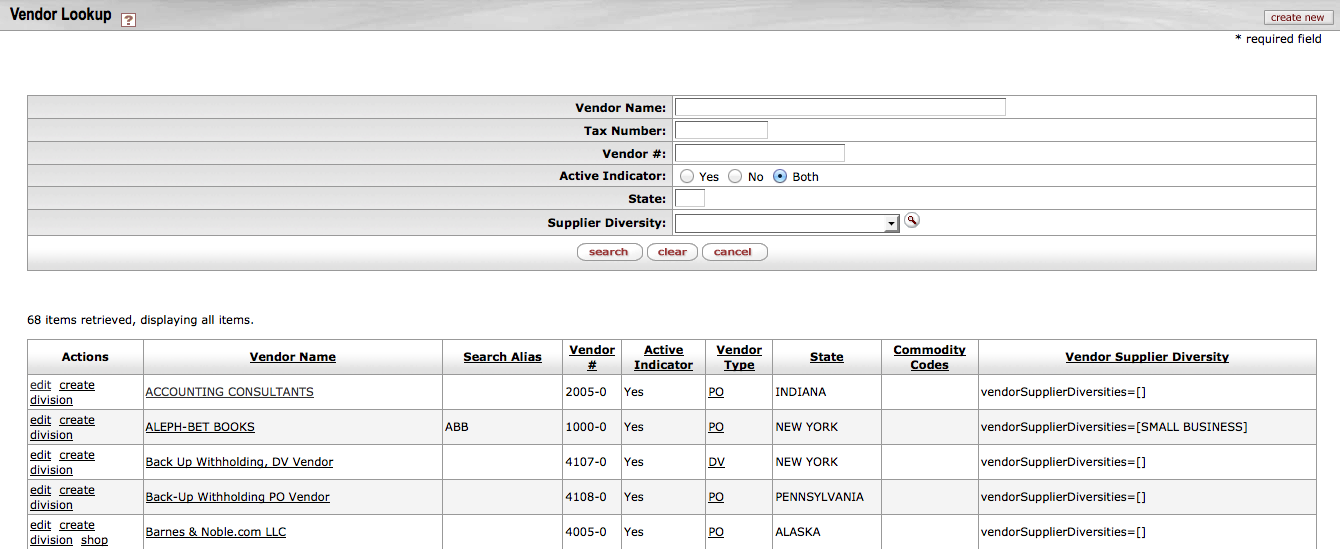 Vendor Lookup ?
create new
* required field
Vendor Name:
Tax Number:
Vendor #:
Active Indicator: Yes No Both
State:
Supplier Diversity:
search clear cancel
68 items retrieved, displaying all items.
Actions Vendor Name Search Alias Vendor # Active Indicator Vendor Type State Commodity Codes Vendor Supplier Diversity
edit create division ACCOUNTING CONSULTANTS 2005-0 Yes PO INDIANA vendorSupplierDiversities=[]
edit create division ALEPH-BET BOOKS ABB 1000-0 Yes PO NEW YORK vendorSupplierDiversities=[SMALL BUSINESS]
edit create division Back Up Withholding, DV Vendor 4107-0 Yes DV NEW YORK vendorSupplierDiversities=[]
edit create division Back-Up Withholding PO Vendor 4108-0 Yes PO PENNSYLVANIA vendorSupplierDiversities=[]
edit create division shop Barnes & Noble.com LLC 4005-0 Yes PO ALASKA vendorSupplierDiversities=[]